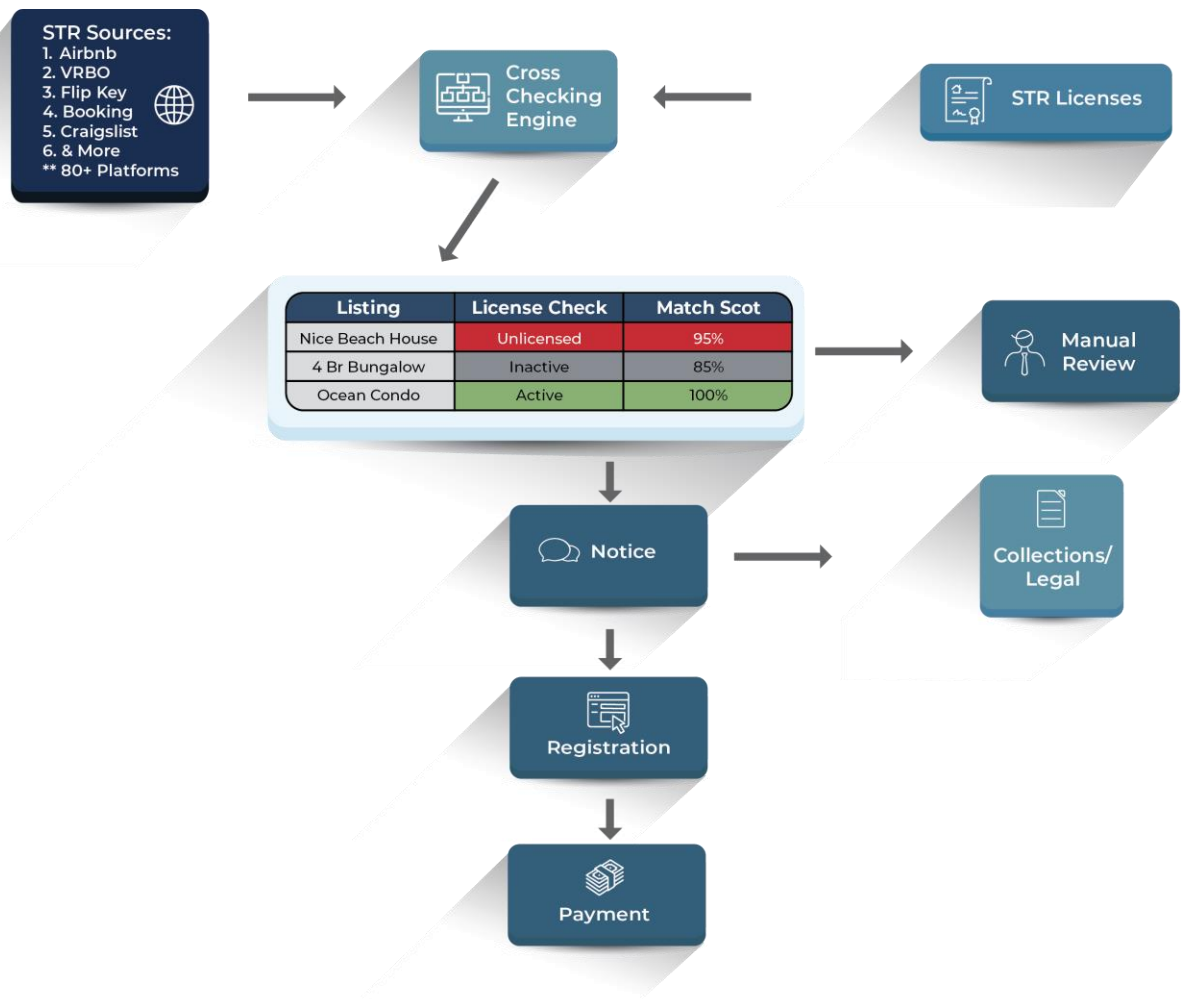 STR Sources:
1. Airbnb
2. VRBO
3. Flip Key
4. Booking
5. Craigslist
6. & More
** 80+ Platforms
Cross
Checking
Engine
STR Licenses
Listing License Check Match Scot
Nice Beach House Unlicensed 95%
4 Br Bungalow Inactive 85%
Ocean Condo Active 100%
Manual
Review
Notice
Collections/
Legal
Registration
Payment